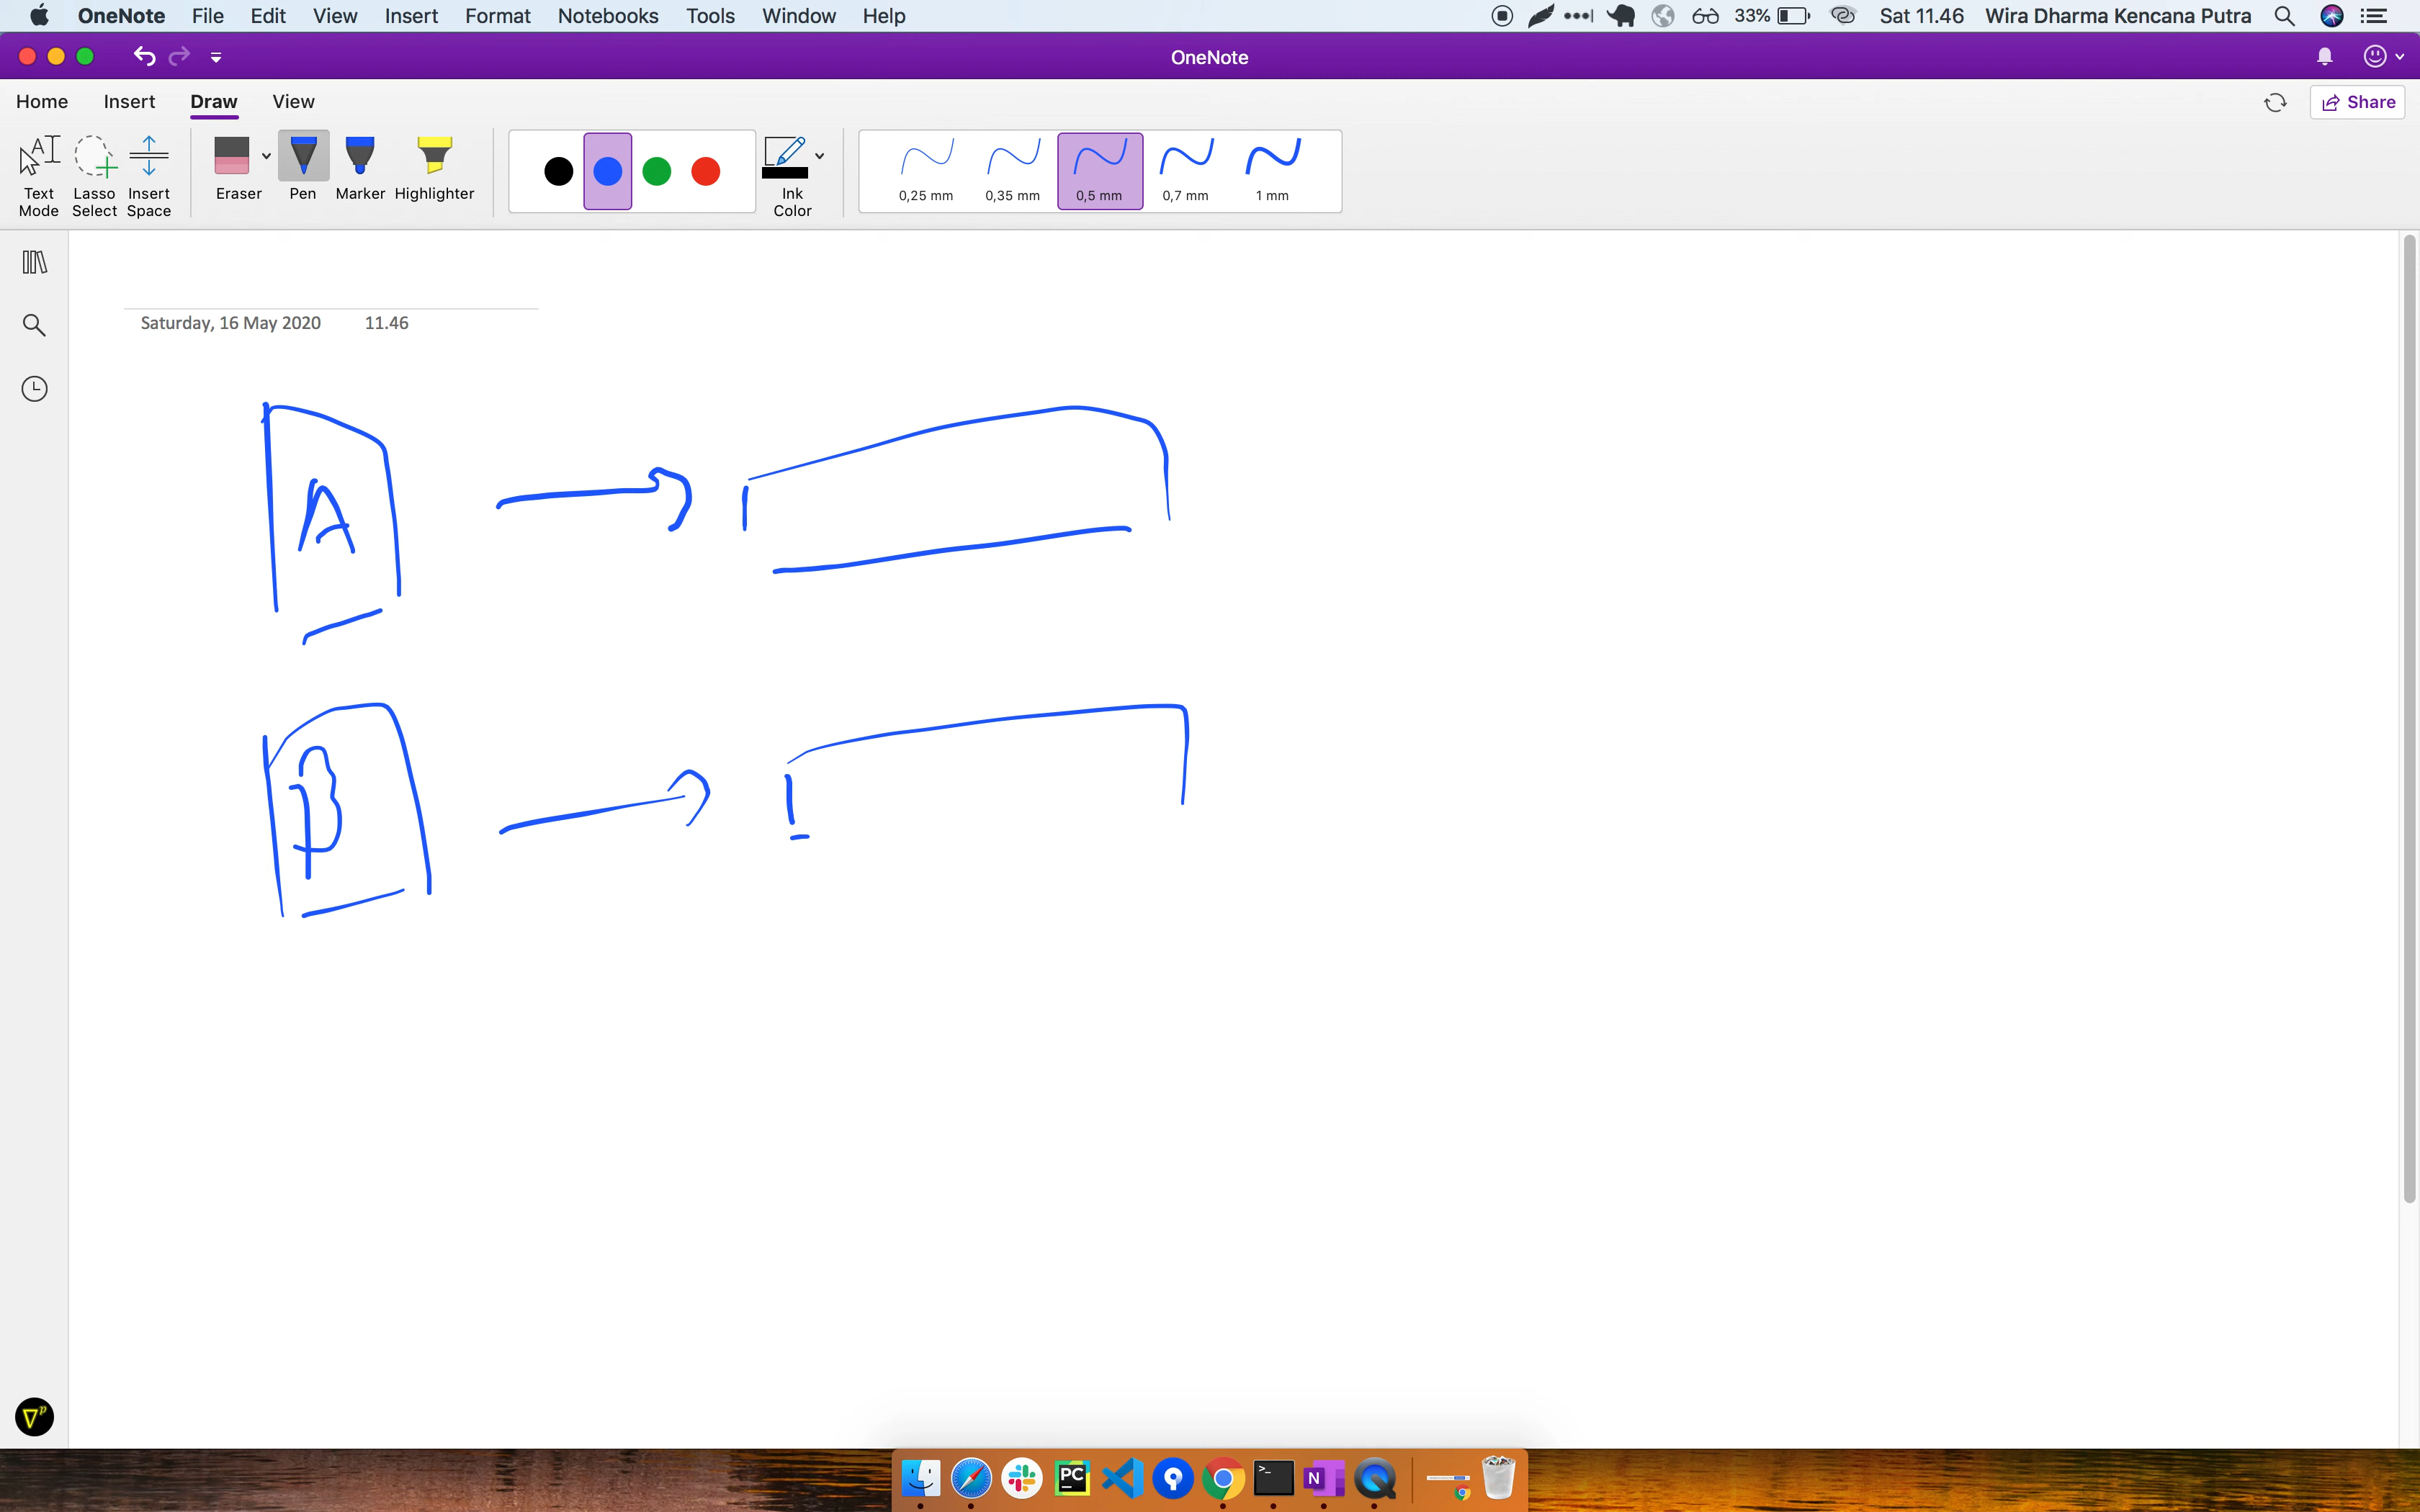 OneNote File Edit View Insert Format Notebooks Tools Window Help 33% Sat 11.46 Wira Dharma Kencana Putra
OneNote
Home Insert Draw View Share
Text Mode Lasso Select Insert Space Eraser Pen Marker Highlighter Ink Color 0,25 mm 0,35 mm 0,5 mm 0,7 mm 1 mm
Saturday, 16 May 2020 11.46
A
B
∇p
PC
>_
N